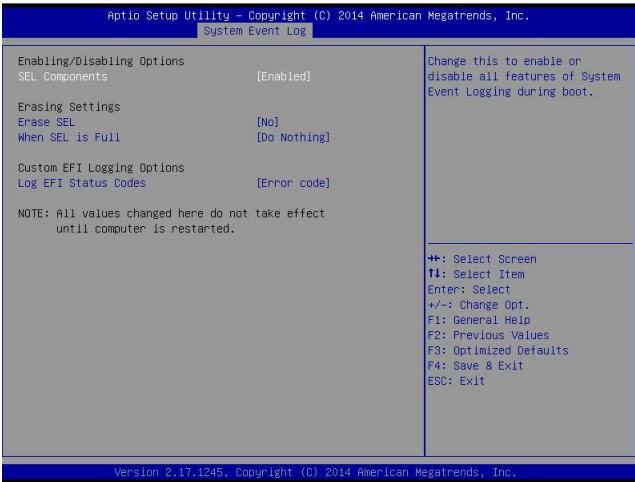 Aptio Setup Utility – Copyright (C) 2014 American Megatrends, Inc.
System Event Log
Enabling/Disabling Options
SEL Components [Enabled]
Erasing Settings
Erase SEL [No]
When SEL is Full [Do Nothing]
Custom EFI Logging Options
Log EFI Status Codes [Error code]
NOTE: All values changed here do not take effect
until computer is restarted.
Change this to enable or
disable all features of System
Event Logging during boot.
→←: Select Screen
↑↓: Select Item
Enter: Select
+/-: Change Opt.
F1: General Help
F2: Previous Values
F3: Optimized Defaults
F4: Save & Exit
ESC: Exit
Version 2.17.1245. Copyright (C) 2014 American Megatrends, Inc.